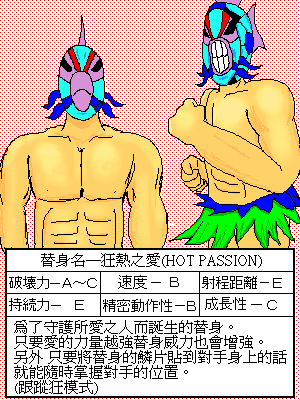 替身名—狂熱之愛(HOT PASSION)
破壞力—A～C 速度— B 射程距離—E
持続力— E 精密動作性—B 成長性— C
爲了守護所愛之人而誕生的替身。
只要愛的力量越強替身威力也會增強。
另外 只要將替身的鱗片貼到對手身上的話
就能隨時掌握對手的位置。
(跟蹤狂模式)